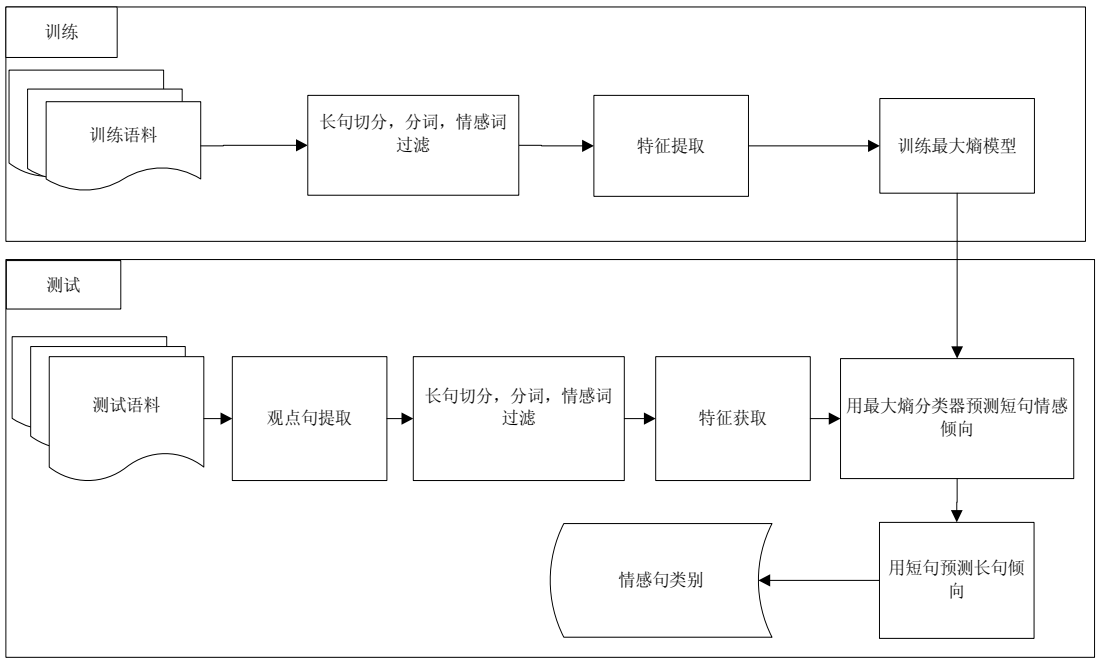 训练
训练语料
长句切分，分词，情感词
过滤
特征提取
训练最大熵模型
测试
测试语料
观点句提取
长句切分，分词，情感词
过滤
特征获取
用最大熵分类器预测短句情感
倾向
情感句类别
用短句预测长句倾
向